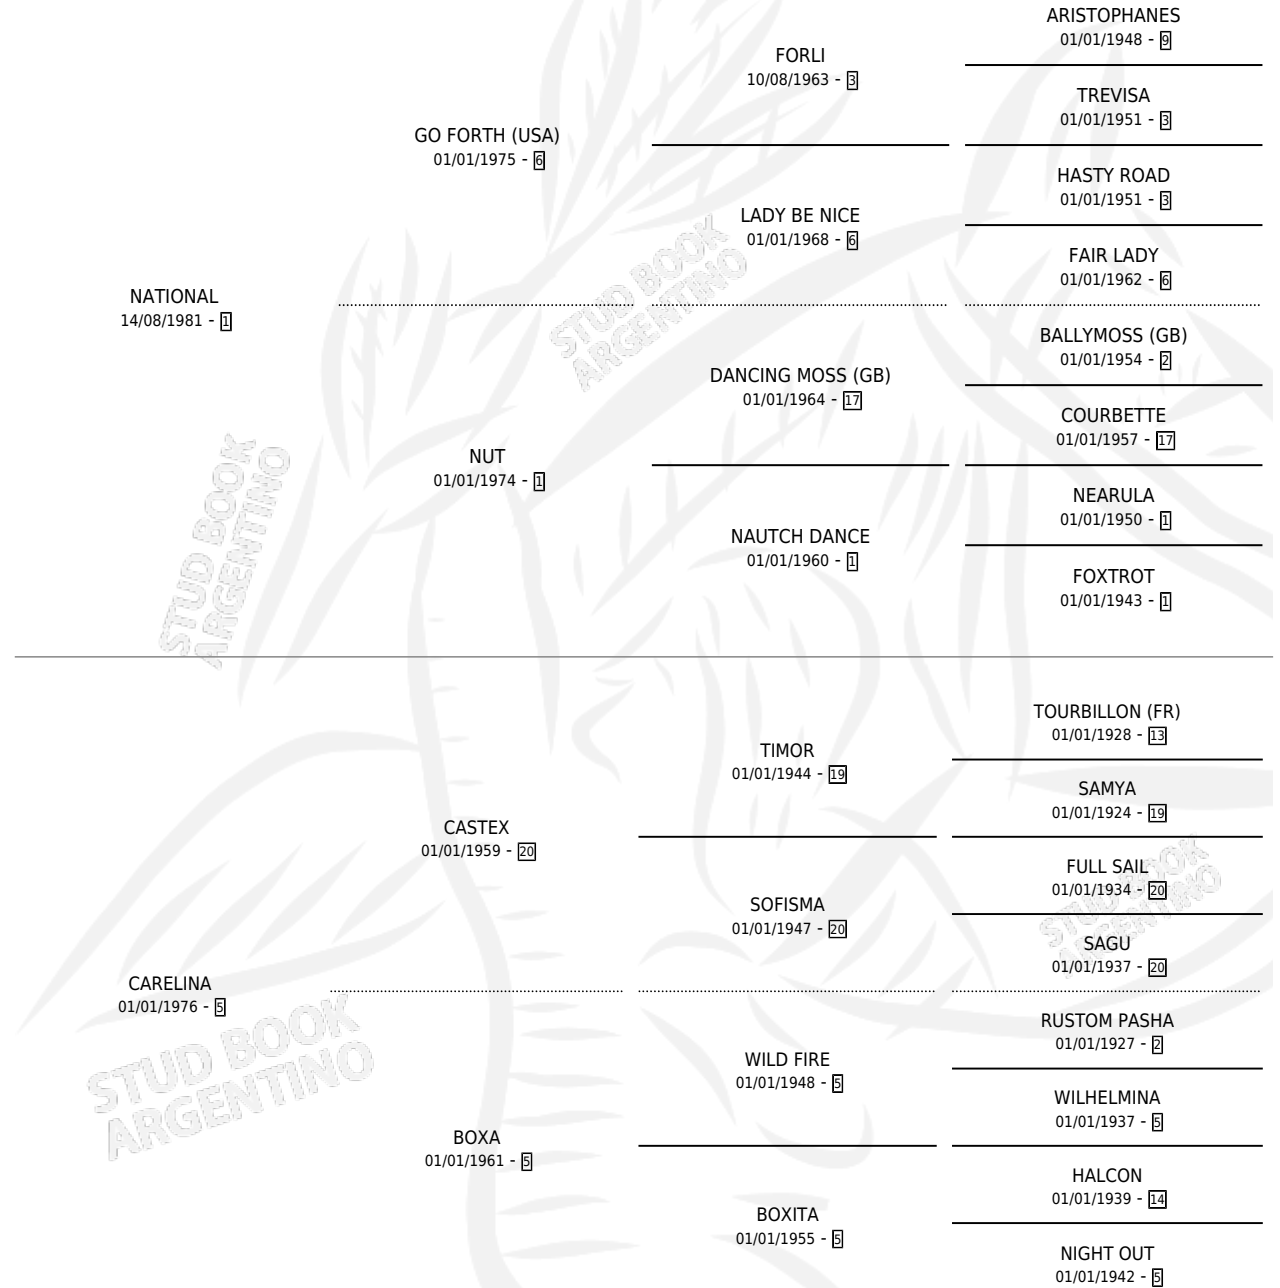 ARISTOPHANES
01/01/1948 - 9
FORLI
10/08/1963 - 3
TREVISA
01/01/1951 - 3
GO FORTH (USA)
01/01/1975 - 6
HASTY ROAD
01/01/1951 - 3
LADY BE NICE
01/01/1968 - 6
FAIR LADY
01/01/1962 - 6
NATIONAL
14/08/1981 - 1
STUD BOOK
ARGENTINO
BALLYMOSS (GB)
01/01/1954 - 2
DANCING MOSS (GB)
01/01/1964 - 17
COURBETTE
01/01/1957 - 17
NUT
01/01/1974 - 1
NEARULA
01/01/1950 - 1
NAUTCH DANCE
01/01/1960 - 1
FOXTROT
01/01/1943 - 1
STUD BOOK
ARGENTINO
TOURBILLON (FR)
01/01/1928 - 13
TIMOR
01/01/1944 - 19
SAMYA
01/01/1924 - 19
CASTEX
01/01/1959 - 20
FULL SAIL
01/01/1934 - 20
SOFISMA
01/01/1947 - 20
SAGU
01/01/1937 - 20
STUD BOOK
ARGENTINO
CARELINA
01/01/1976 - 5
RUSTOM PASHA
01/01/1927 - 2
WILD FIRE
01/01/1948 - 5
WILHELMINA
01/01/1937 - 5
STUD BOOK
ARGENTINO
BOXA
01/01/1961 - 5
HALCON
01/01/1939 - 14
BOXITA
01/01/1955 - 5
NIGHT OUT
01/01/1942 - 5